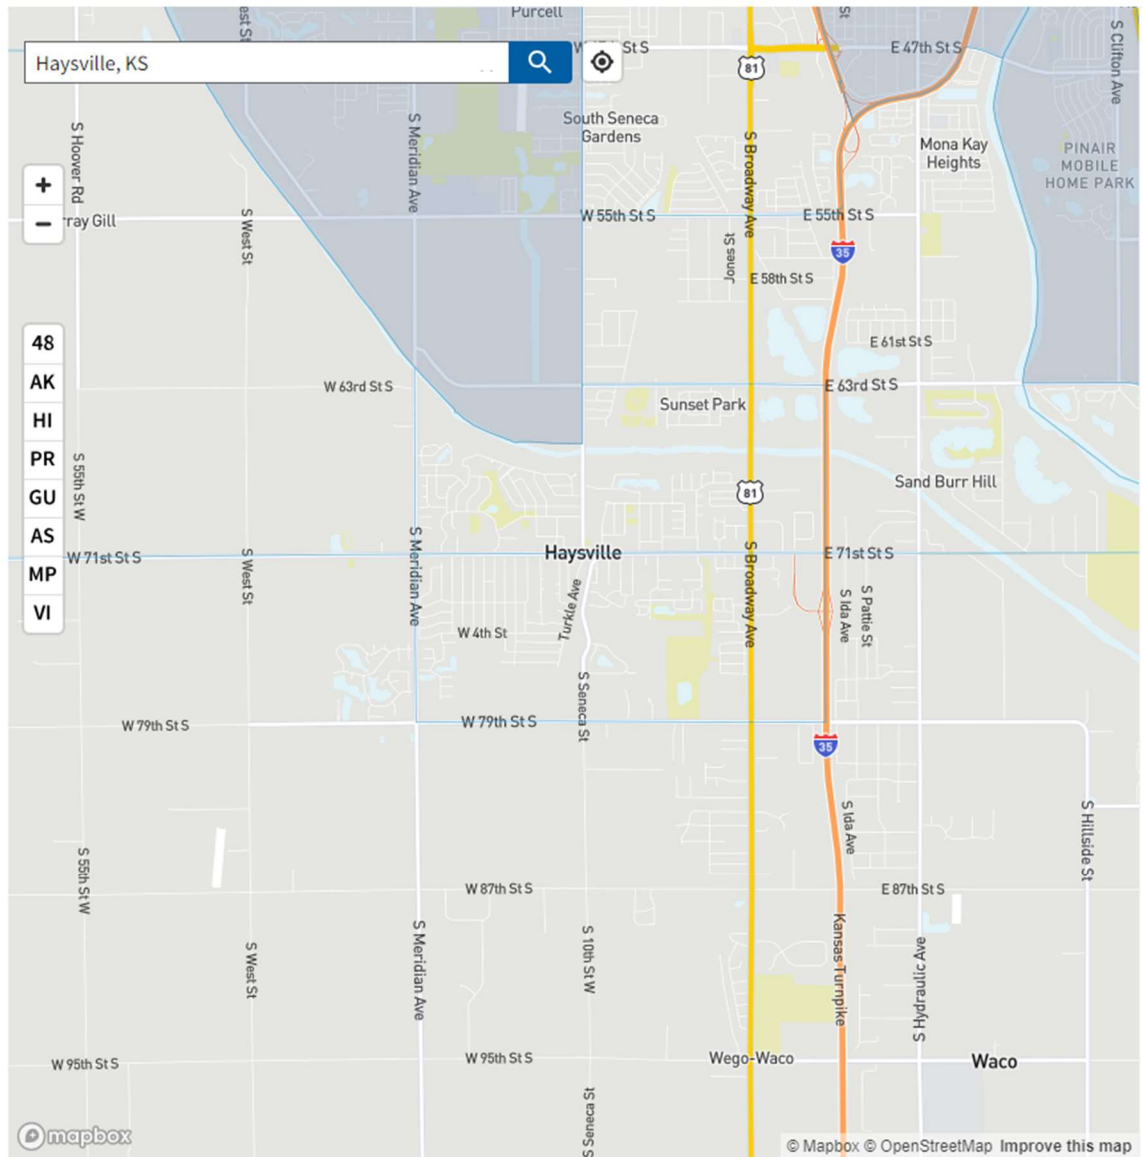 Purcell
E 47th St S
S Clifton Ave
Haysville, KS
81
South Seneca
Gardens
S Hoover Rd
S Meridian Ave
S Broadway Ave
Mona Kay
Heights
PINAIR
MOBILE
HOME PARK
+
−
rray Gill
S West St
W 55th St S
E 55th St S
Jones St
35
E 58th St S
48
AK
HI
PR
GU
AS
MP
VI
E 61st St S
W 63rd St S
E 63rd St S
Sunset Park
S 55th St W
Sand Burr Hill
81
W 71st St S
Haysville
E 71st St S
S West St
S Meridian Ave
S Broadway Ave
Turkle Ave
S Ida Ave
S Pattie St
W 4th St
S Seneca St
W 79th St S
W 79th St S
35
S Ida Ave
S Hillside St
S 55th St W
W 87th St S
E 87th St S
S West St
S Meridian Ave
S 10th St W
Kansas Turnpike
S Hydraulic Ave
W 95th St S
W 95th St S
Wego-Waco
Waco
S Seneca St
mapbox
© Mapbox © OpenStreetMap Improve this map